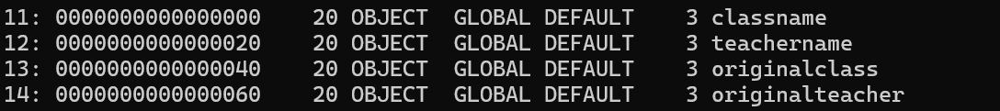 11: 0000000000000000    20 OBJECT  GLOBAL DEFAULT    3 classname
12: 0000000000000020    20 OBJECT  GLOBAL DEFAULT    3 teachername
13: 0000000000000040    20 OBJECT  GLOBAL DEFAULT    3 originalclass
14: 0000000000000060    20 OBJECT  GLOBAL DEFAULT    3 originalteacher